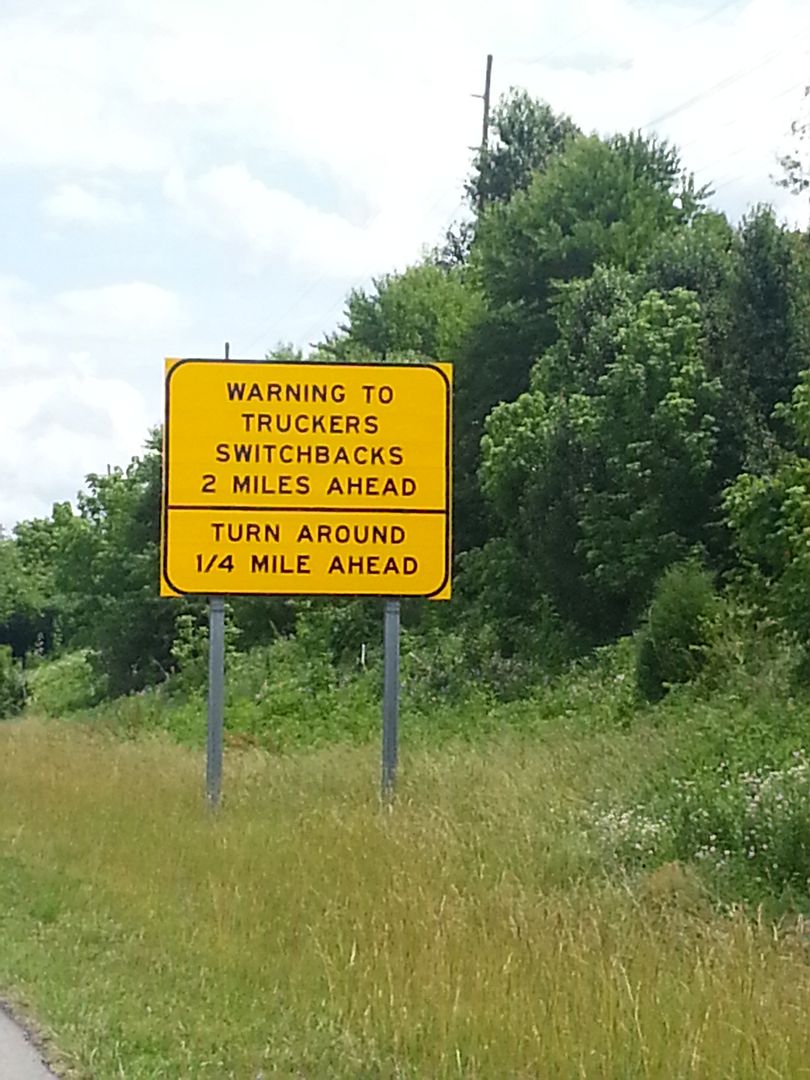 WARNING TO
TRUCKERS
SWITCHBACKS
2 MILES AHEAD
TURN AROUND
1/4 MILE AHEAD